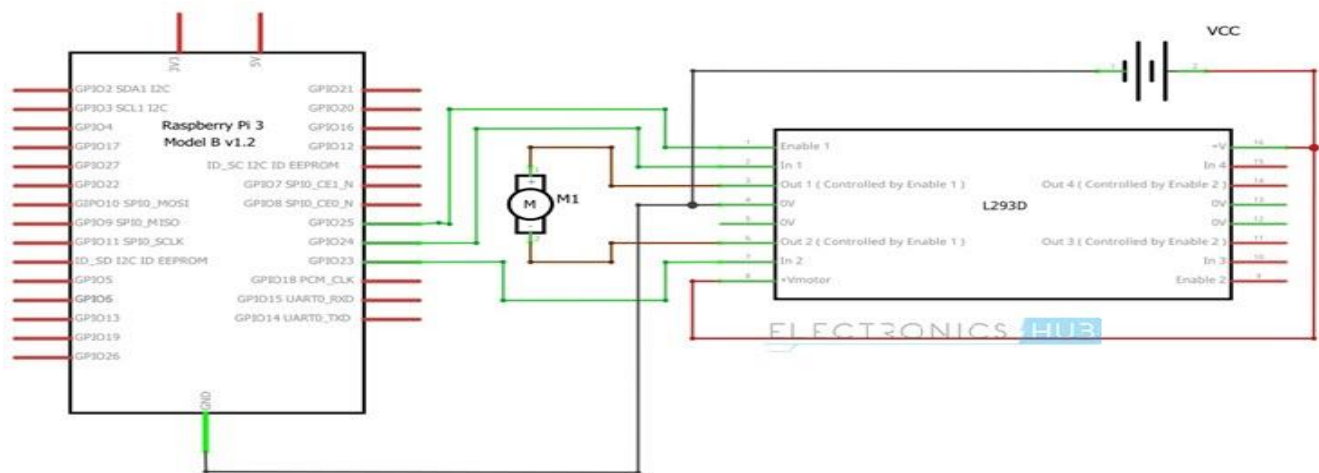 VCC
1
2
3V3
5V
GPIO2 SDA1 I2C
GPIO3 SCL1 I2C
GPIO4
GPIO17
GPIO27
GPIO22
GIPO10 SPI0_MOSI
GPIO9 SPI0_MISO
GPIO11 SPI0_SCLK
ID_SD I2C ID EEPROM
GPIO5
GPIO6
GPIO13
GPIO19
GPIO26
Raspberry Pi 3
Model B v1.2
GPIO21
GPIO20
GPIO16
GPIO12
ID_SC I2C ID EEPROM
GPIO7 SPI0_CE1_N
GPIO8 SPI0_CE0_N
GPIO25
GPIO24
GPIO23
GPIO18 PCM_CLK
GPIO15 UART0_RXD
GPIO14 UART0_TXD
GND
+
M
-
M1
1 Enable 1
2 In 1
3 Out 1 ( Controlled by Enable 1 )
4 0V
5 0V
6 Out 2 ( Controlled by Enable 1 )
7 In 2
8 +Vmotor
L293D
+V 16
In 4 15
Out 4 ( Controlled by Enable 2 ) 14
0V 13
0V 12
Out 3 ( Controlled by Enable 2 ) 11
In 3 10
Enable 2 9
ELECTRONICS HUB